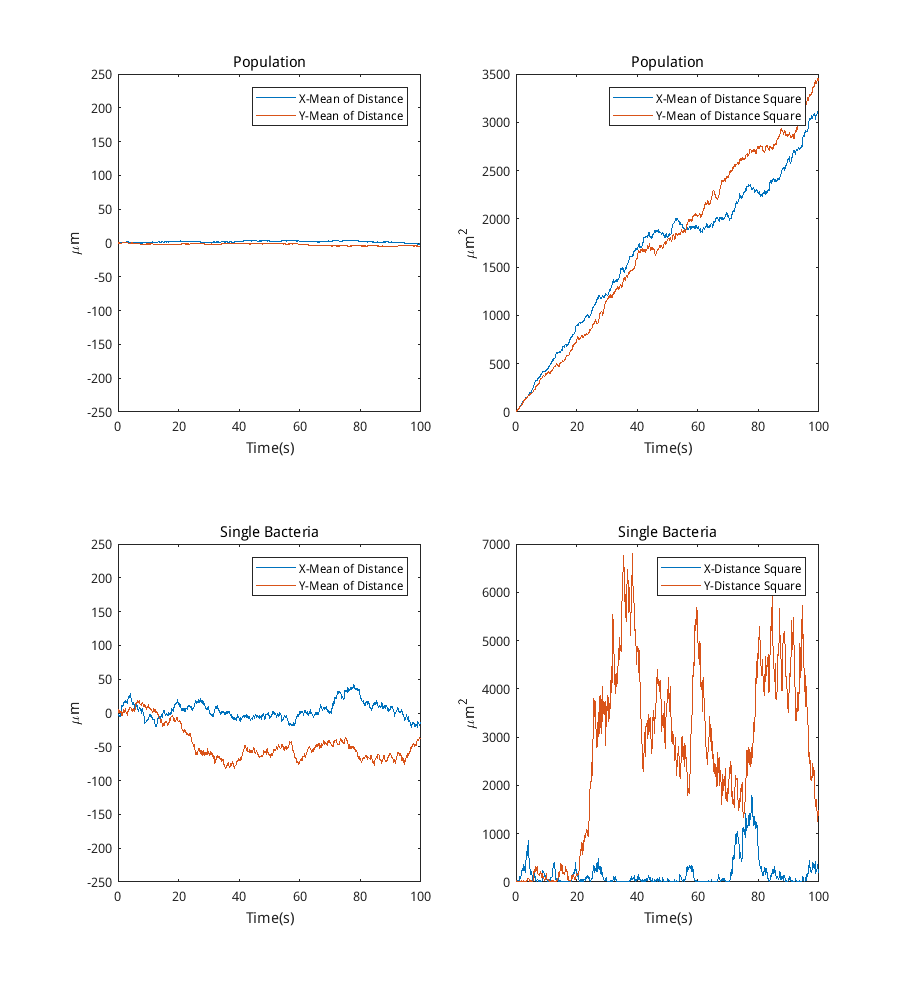 Population
250
200
150
100
50
0
-50
-100
-150
-200
-250
μm
X-Mean of Distance
Y-Mean of Distance
0 20 40 60 80 100
Time(s)
Population
3500
3000
2500
2000
1500
1000
500
0
μm²
X-Mean of Distance Square
Y-Mean of Distance Square
0 20 40 60 80 100
Time(s)
Single Bacteria
250
200
150
100
50
0
-50
-100
-150
-200
-250
μm
X-Mean of Distance
Y-Mean of Distance
0 20 40 60 80 100
Time(s)
Single Bacteria
7000
6000
5000
4000
3000
2000
1000
0
μm²
X-Distance Square
Y-Distance Square
0 20 40 60 80 100
Time(s)